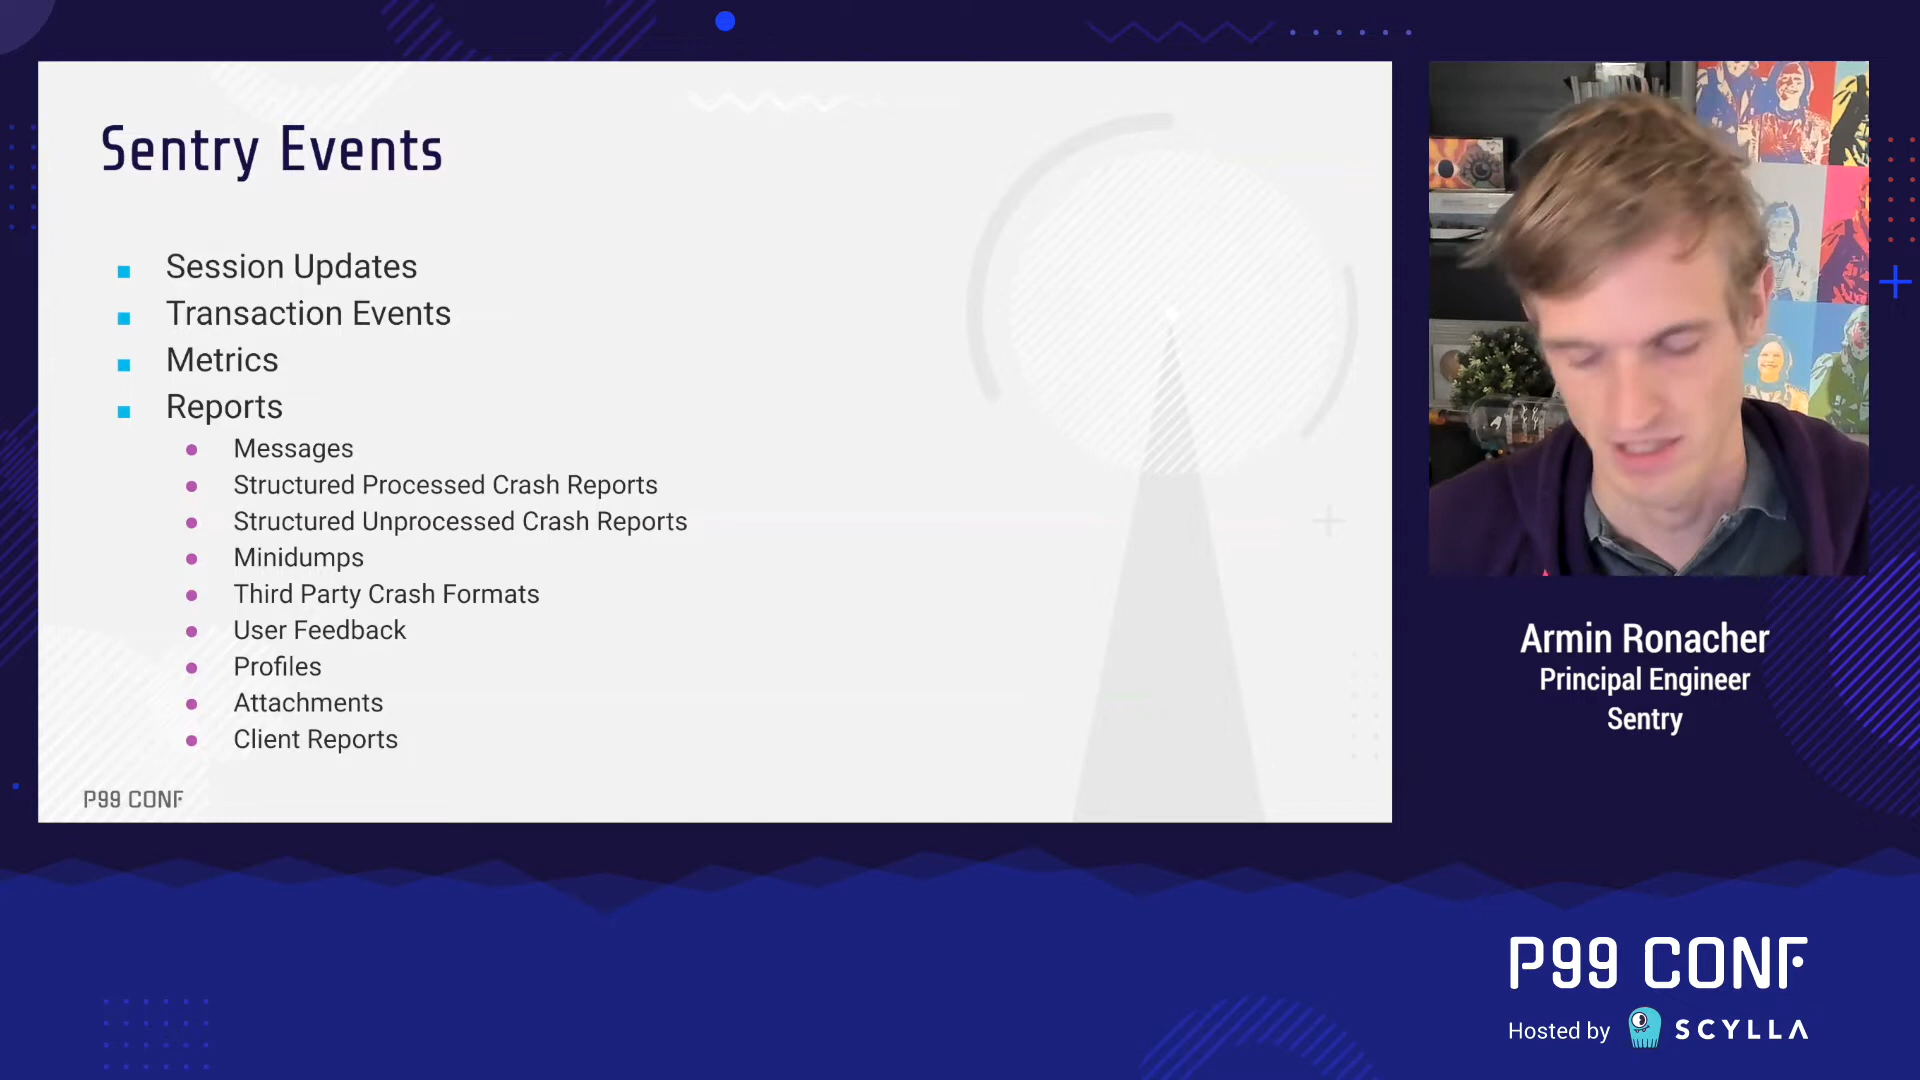 Sentry Events
Session Updates
Transaction Events
Metrics
Reports
Messages
Structured Processed Crash Reports
Structured Unprocessed Crash Reports
Minidumps
Third Party Crash Formats
User Feedback
Profiles
Attachments
Client Reports
P99 CONF
Armin Ronacher
Principal Engineer
Sentry
P99 CONF
Hosted by SCYLLA